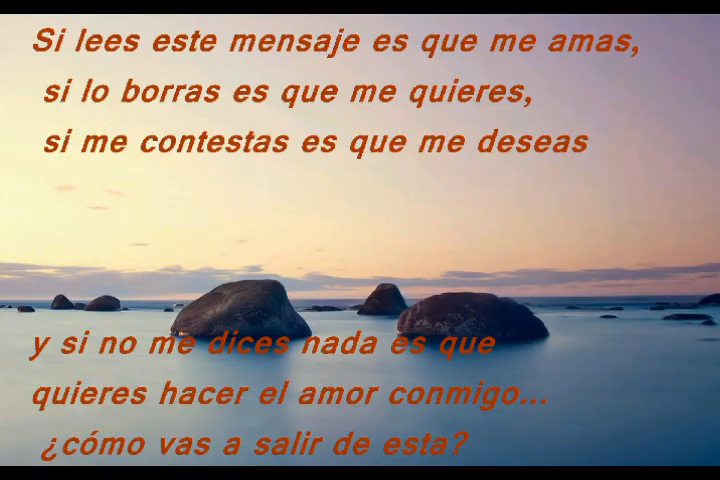 Si lees este mensaje es que me amas,
si lo borras es que me quieres,
si me contestas es que me deseas
y si no me dices nada es que
quieres hacer el amor conmigo...
¿cómo vas a salir de esta?